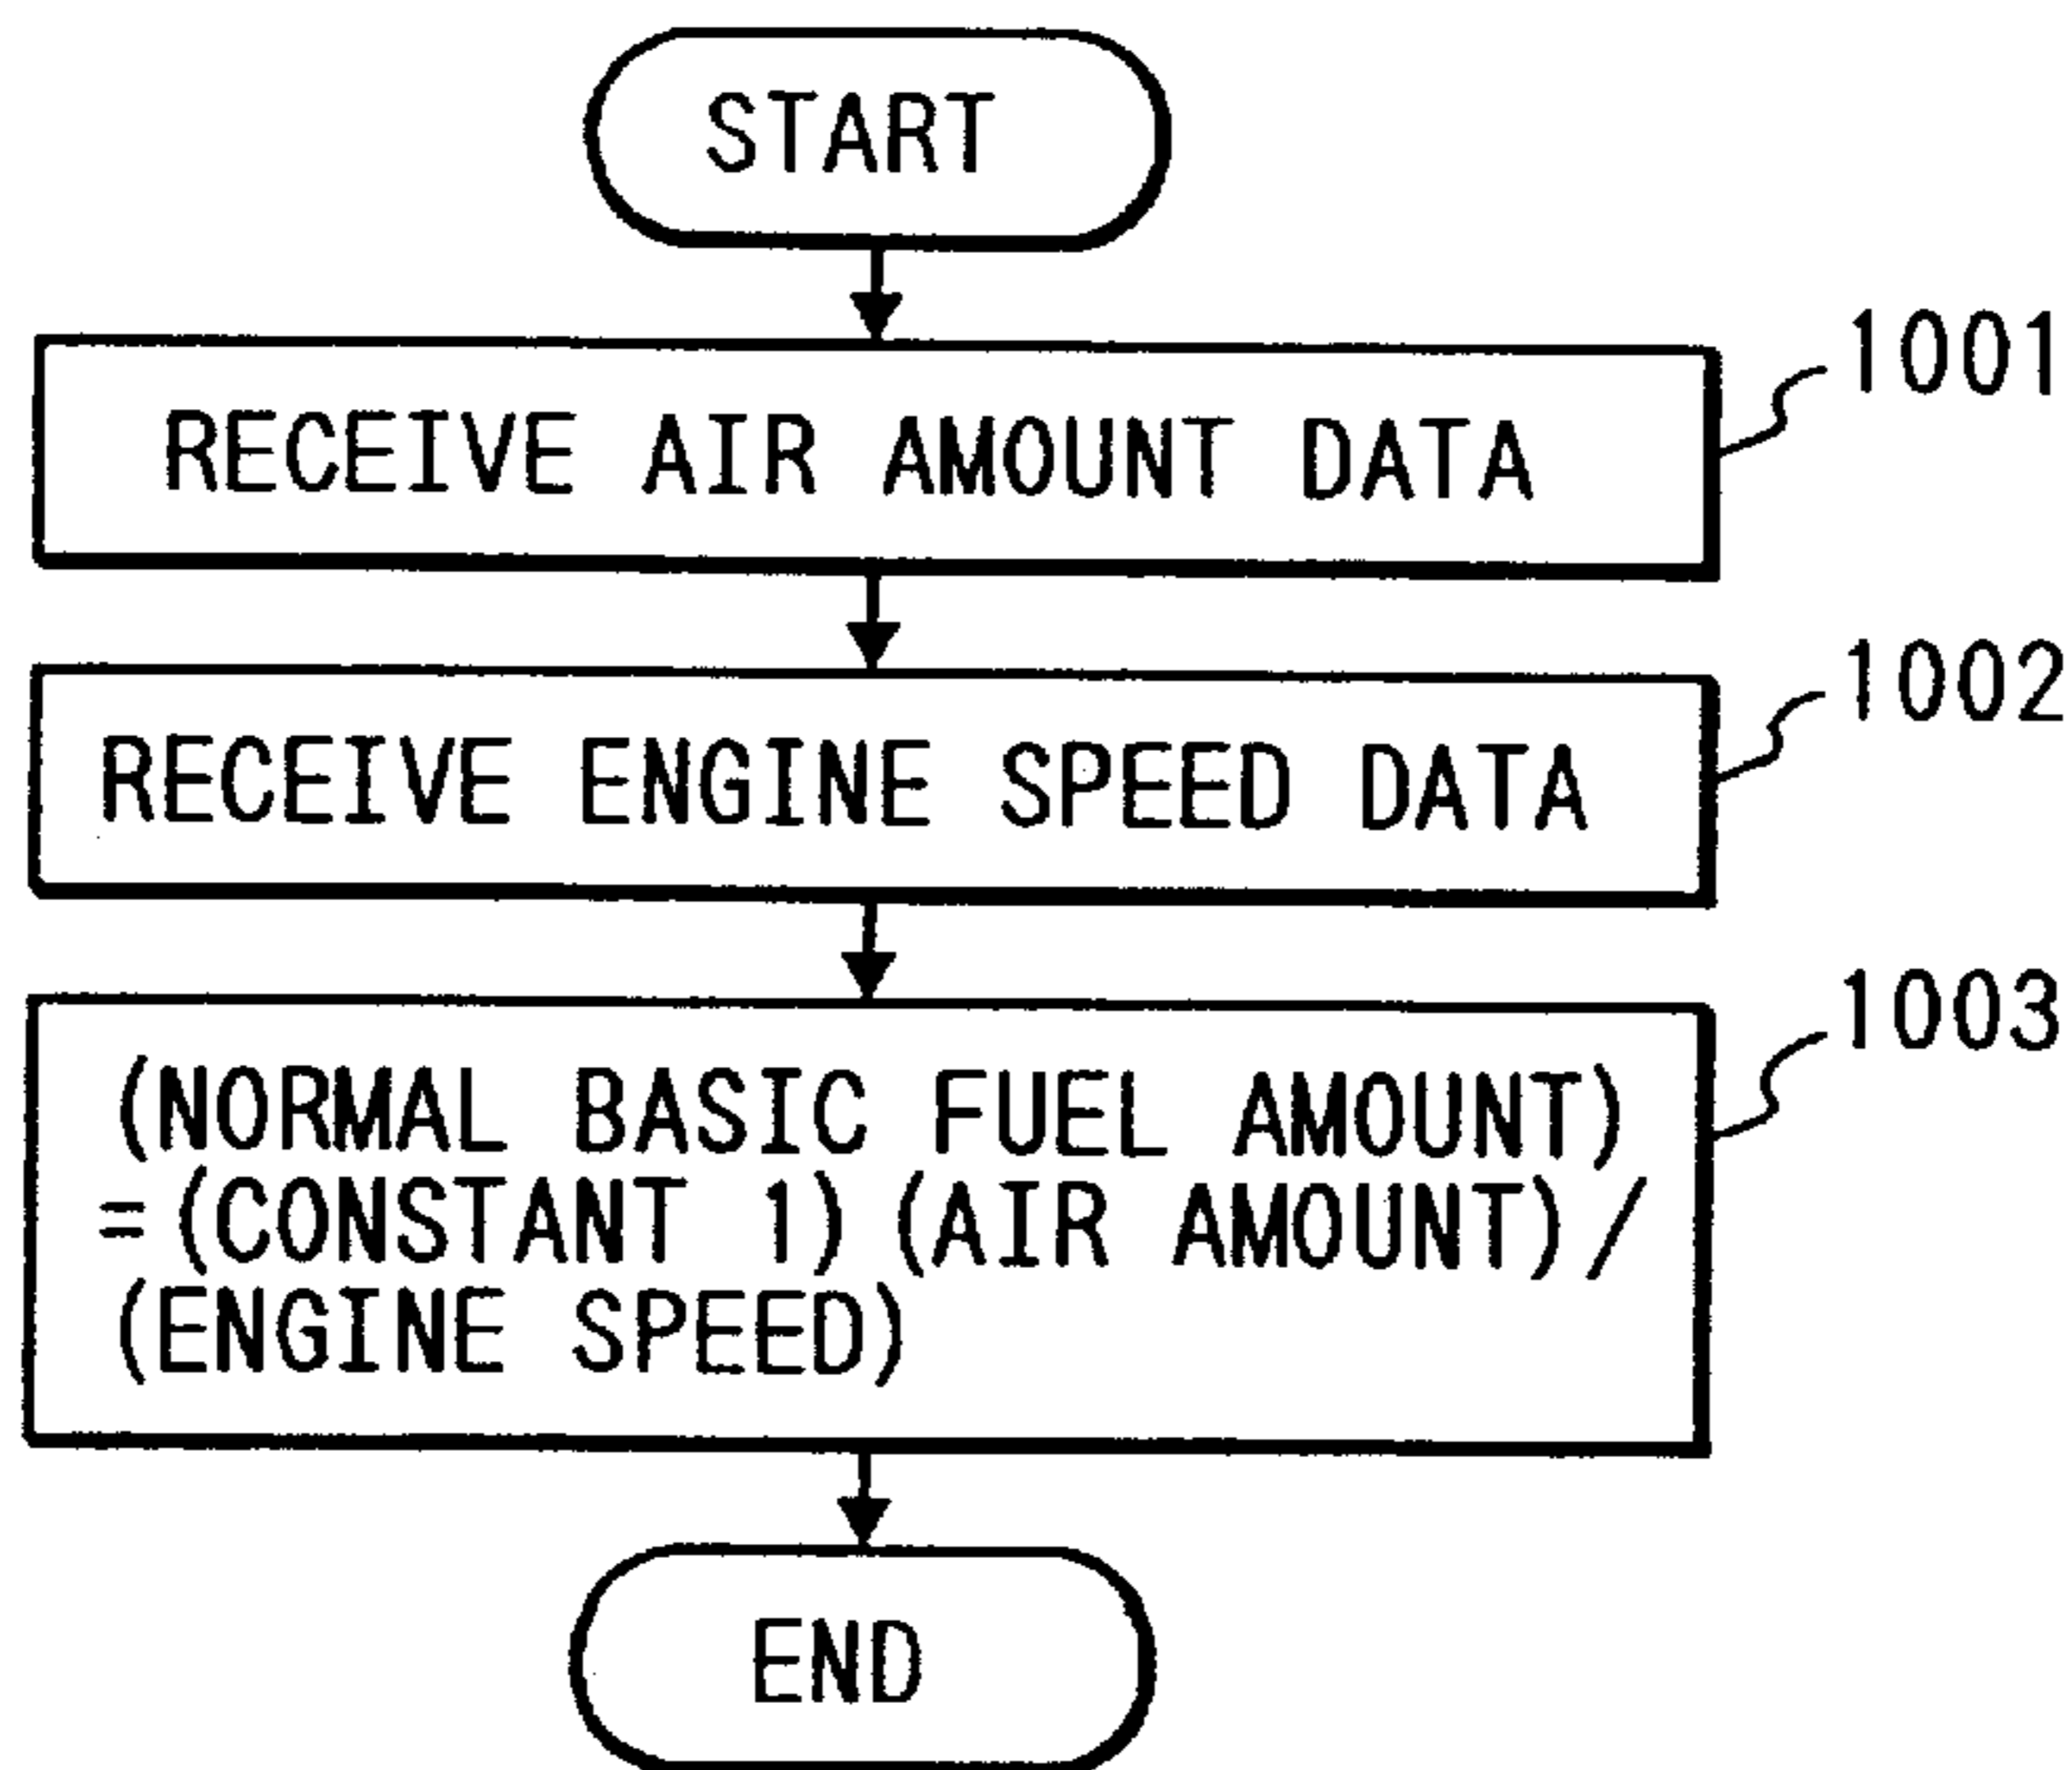 START
RECEIVE AIR AMOUNT DATA
1001
RECEIVE ENGINE SPEED DATA
1002
(NORMAL BASIC FUEL AMOUNT)
=(CONSTANT 1)(AIR AMOUNT)/
(ENGINE SPEED)
1003
END